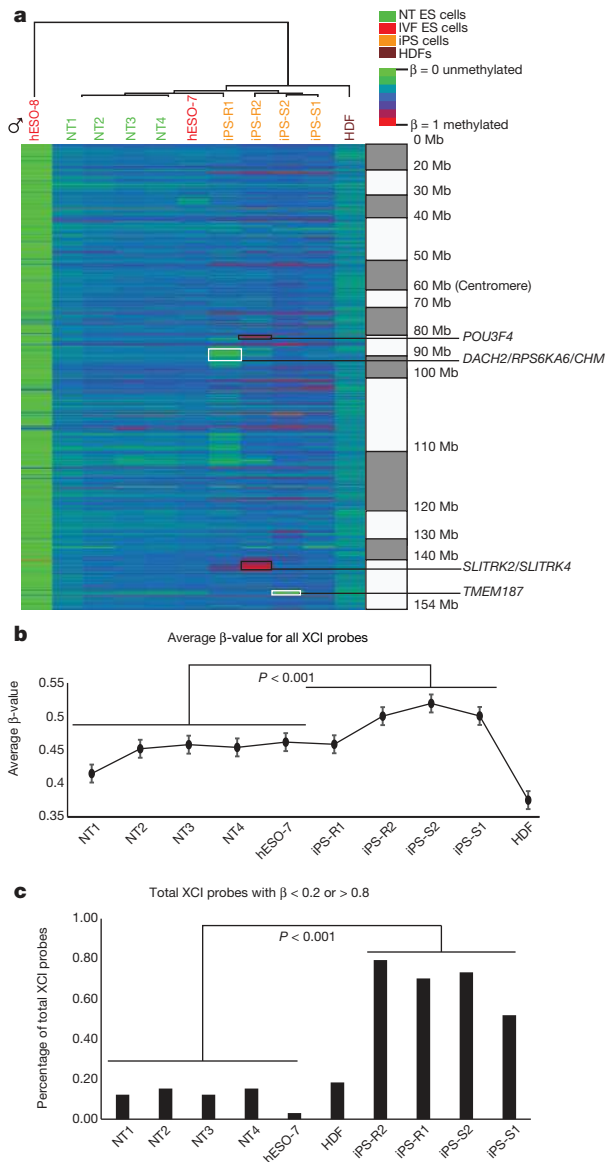 a
NT ES cells
IVF ES cells
iPS cells
HDFs
β = 0 unmethylated
β = 1 methylated
♂
hESO-8
NT1
NT2
NT3
NT4
hESO-7
iPS-R1
iPS-R2
iPS-S2
iPS-S1
HDF
0 Mb
20 Mb
30 Mb
40 Mb
50 Mb
60 Mb (Centromere)
70 Mb
80 Mb
POU3F4
90 Mb
DACH2/RPS6KA6/CHM
100 Mb
110 Mb
120 Mb
130 Mb
140 Mb
SLITRK2/SLITRK4
TMEM187
154 Mb
b
Average β-value for all XCI probes
P < 0.001
Average β-value
0.55
0.5
0.45
0.4
0.35
NT1
NT2
NT3
NT4
hESO-7
iPS-R1
iPS-R2
iPS-S2
iPS-S1
HDF
c
Total XCI probes with β < 0.2 or > 0.8
P < 0.001
Percentage of total XCI probes
1.00
0.80
0.60
0.40
0.20
0.00
NT1
NT2
NT3
NT4
hESO-7
HDF
iPS-R2
iPS-R1
iPS-S2
iPS-S1